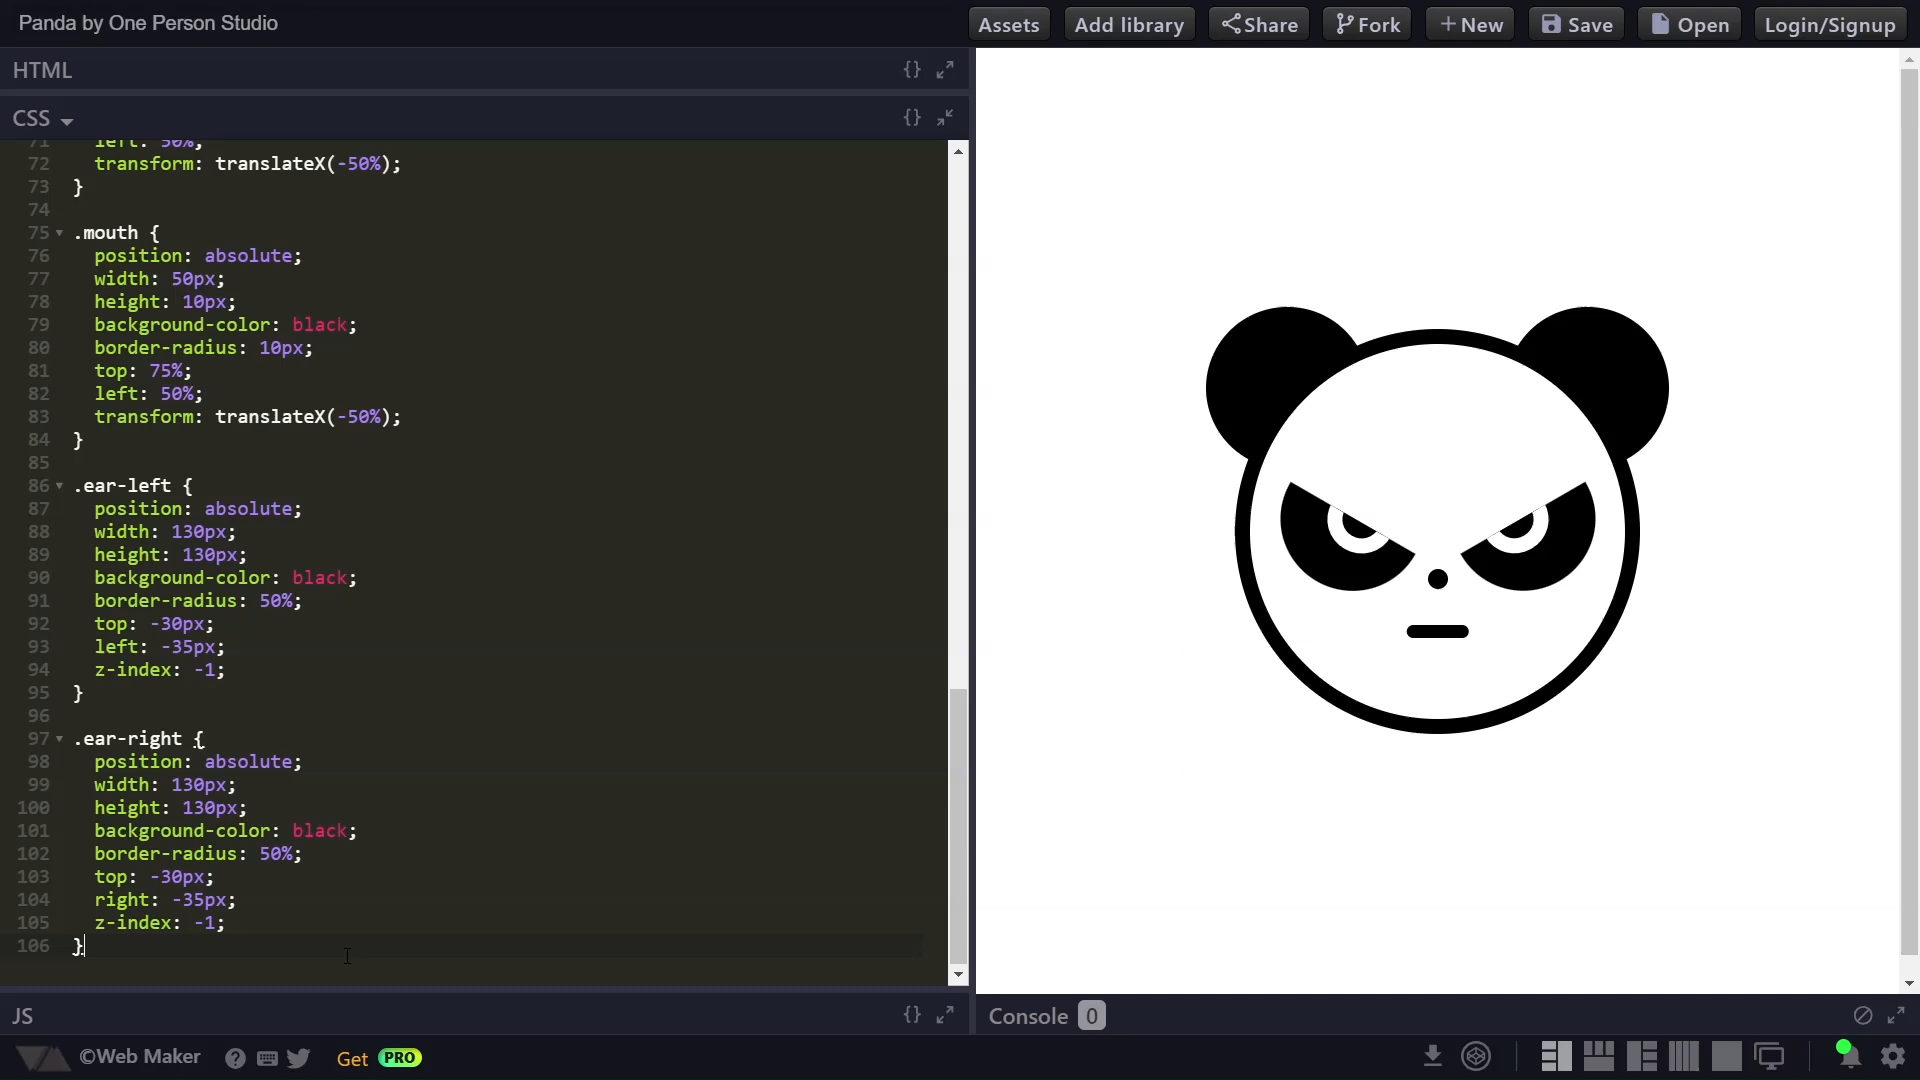 Panda by One Person Studio
Assets
Add library
Share
Fork
+ New
Save
Open
Login/Signup
HTML
{}
CSS
{}
71 left: 50%;
72 transform: translateX(-50%);
73 }
74
75 .mouth {
76 position: absolute;
77 width: 50px;
78 height: 10px;
79 background-color: black;
80 border-radius: 10px;
81 top: 75%;
82 left: 50%;
83 transform: translateX(-50%);
84 }
85
86 .ear-left {
87 position: absolute;
88 width: 130px;
89 height: 130px;
90 background-color: black;
91 border-radius: 50%;
92 top: -30px;
93 left: -35px;
94 z-index: -1;
95 }
96
97 .ear-right {
98 position: absolute;
99 width: 130px;
100 height: 130px;
101 background-color: black;
102 border-radius: 50%;
103 top: -30px;
104 right: -35px;
105 z-index: -1;
106 }
JS
{}
Console 0
©Web Maker
?
Get PRO